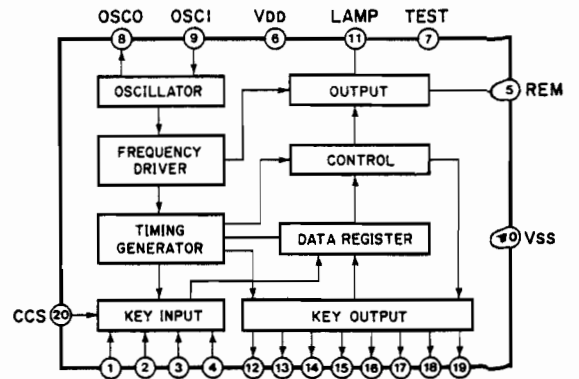 OSCO OSCI VDD LAMP TEST
8 9 6 11 7
OSCILLATOR OUTPUT
5 REM
FREQUENCY
DRIVER
CONTROL
TIMING
GENERATOR
DATA REGISTER
VSS
CCS 20 KEY INPUT KEY OUTPUT
1 2 3 4 12 13 14 15 16 17 18 19